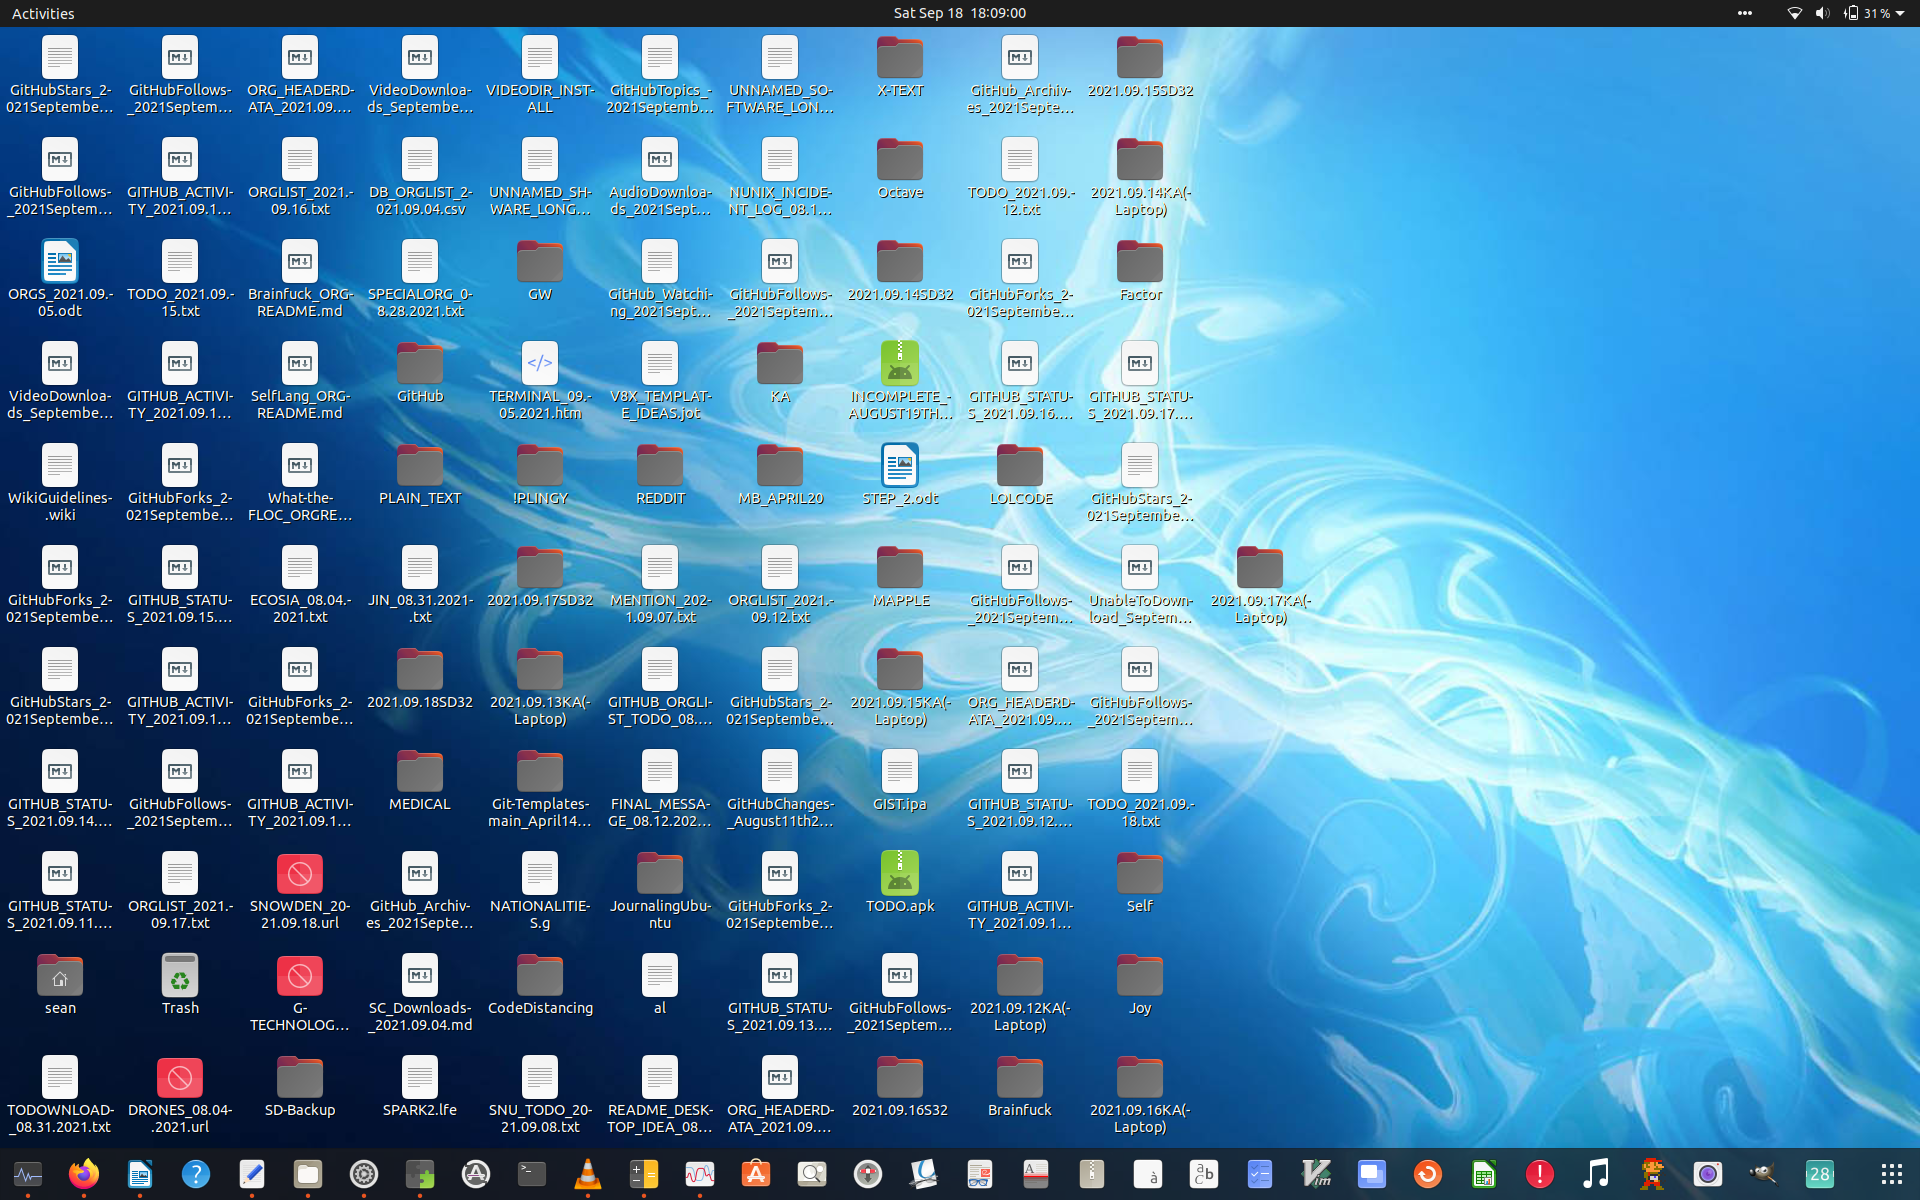 Activities
Sat Sep 18 18:09:00
31 %
GitHubStars_2-
021Septembe...
GitHubFollows-
_2021Septem...
ORG_HEADERD-
ATA_2021.09....
VideoDownloa-
ds_Septembe...
VIDEODIR_INST-
ALL
GitHubTopics_-
2021Septemb...
UNNAMED_SO-
FTWARE_LON...
X-TEXT
GitHub_Archiv-
es_2021Septe...
2021.09.15SD32
GitHubFollows-
_2021Septem...
GITHUB_ACTIVI-
TY_2021.09.1...
ORGLIST_2021.-
09.16.txt
DB_ORGLIST_2-
021.09.04.csv
UNNAMED_SH-
WARE_LONG...
AudioDownloa-
ds_2021Sept...
NUNIX_INCIDE-
NT_LOG_08.1...
Octave
TODO_2021.09.-
12.txt
2021.09.14KA(-
Laptop)
ORGS_2021.09.-
05.odt
TODO_2021.09.-
15.txt
Brainfuck_ORG-
README.md
SPECIALORG_0-
8.28.2021.txt
GW
GitHub_Watchi-
ng_2021Sept...
GitHubFollows-
_2021Septem...
2021.09.14SD32
GitHubForks_2-
021Septembe...
Factor
VideoDownloa-
ds_Septembe...
GITHUB_ACTIVI-
TY_2021.09.1...
SelfLang_ORG-
README.md
GitHub
TERMINAL_09.-
05.2021.htm
V8X_TEMPLAT-
E_IDEAS.jot
KA
INCOMPLETE_-
AUGUST19TH...
GITHUB_STATU-
S_2021.09.16....
GITHUB_STATU-
S_2021.09.17....
WikiGuidelines-
.wiki
GitHubForks_2-
021Septembe...
What-the-
FLOC_ORGRE...
PLAIN_TEXT
!PLINGY
REDDIT
MB_APRIL20
STEP_2.odt
LOLCODE
GitHubStars_2-
021Septembe...
GitHubForks_2-
021Septembe...
GITHUB_STATU-
S_2021.09.15....
ECOSIA_08.04.-
2021.txt
JIN_08.31.2021-
.txt
2021.09.17SD32
MENTION_202-
1.09.07.txt
ORGLIST_2021.-
09.12.txt
MAPPLE
GitHubFollows-
_2021Septem...
UnableToDown-
load_Septem...
2021.09.17KA(-
Laptop)
GitHubStars_2-
021Septembe...
GITHUB_ACTIVI-
TY_2021.09.1...
GitHubForks_2-
021Septembe...
2021.09.18SD32
2021.09.13KA(-
Laptop)
GITHUB_ORGLI-
ST_TODO_08....
GitHubStars_2-
021Septembe...
2021.09.15KA(-
Laptop)
ORG_HEADERD-
ATA_2021.09....
GitHubFollows-
_2021Septem...
GITHUB_STATU-
S_2021.09.14....
GitHubFollows-
_2021Septem...
GITHUB_ACTIVI-
TY_2021.09.1...
MEDICAL
Git-Templates-
main_April14...
FINAL_MESSA-
GE_08.12.202...
GitHubChanges-
_August11th2...
GIST.ipa
GITHUB_STATU-
S_2021.09.12....
TODO_2021.09.-
18.txt
GITHUB_STATU-
S_2021.09.11....
ORGLIST_2021.-
09.17.txt
SNOWDEN_20-
21.09.18.url
GitHub_Archiv-
es_2021Septe...
NATIONALITIE-
S.g
JournalingUbu-
ntu
GitHubForks_2-
021Septembe...
TODO.apk
GITHUB_ACTIVI-
TY_2021.09.1...
Self
sean
Trash
G-
TECHNOLOG...
SC_Downloads-
_2021.09.04.md
CodeDistancing
al
GITHUB_STATU-
S_2021.09.13....
GitHubFollows-
_2021Septem...
2021.09.12KA(-
Laptop)
Joy
TODOWNLOAD-
_08.31.2021.txt
DRONES_08.04-
.2021.url
SD-Backup
SPARK2.lfe
SNU_TODO_20-
21.09.08.txt
README_DESK-
TOP_IDEA_08...
ORG_HEADERD-
ATA_2021.09....
2021.09.16S32
Brainfuck
2021.09.16KA(-
Laptop)
28